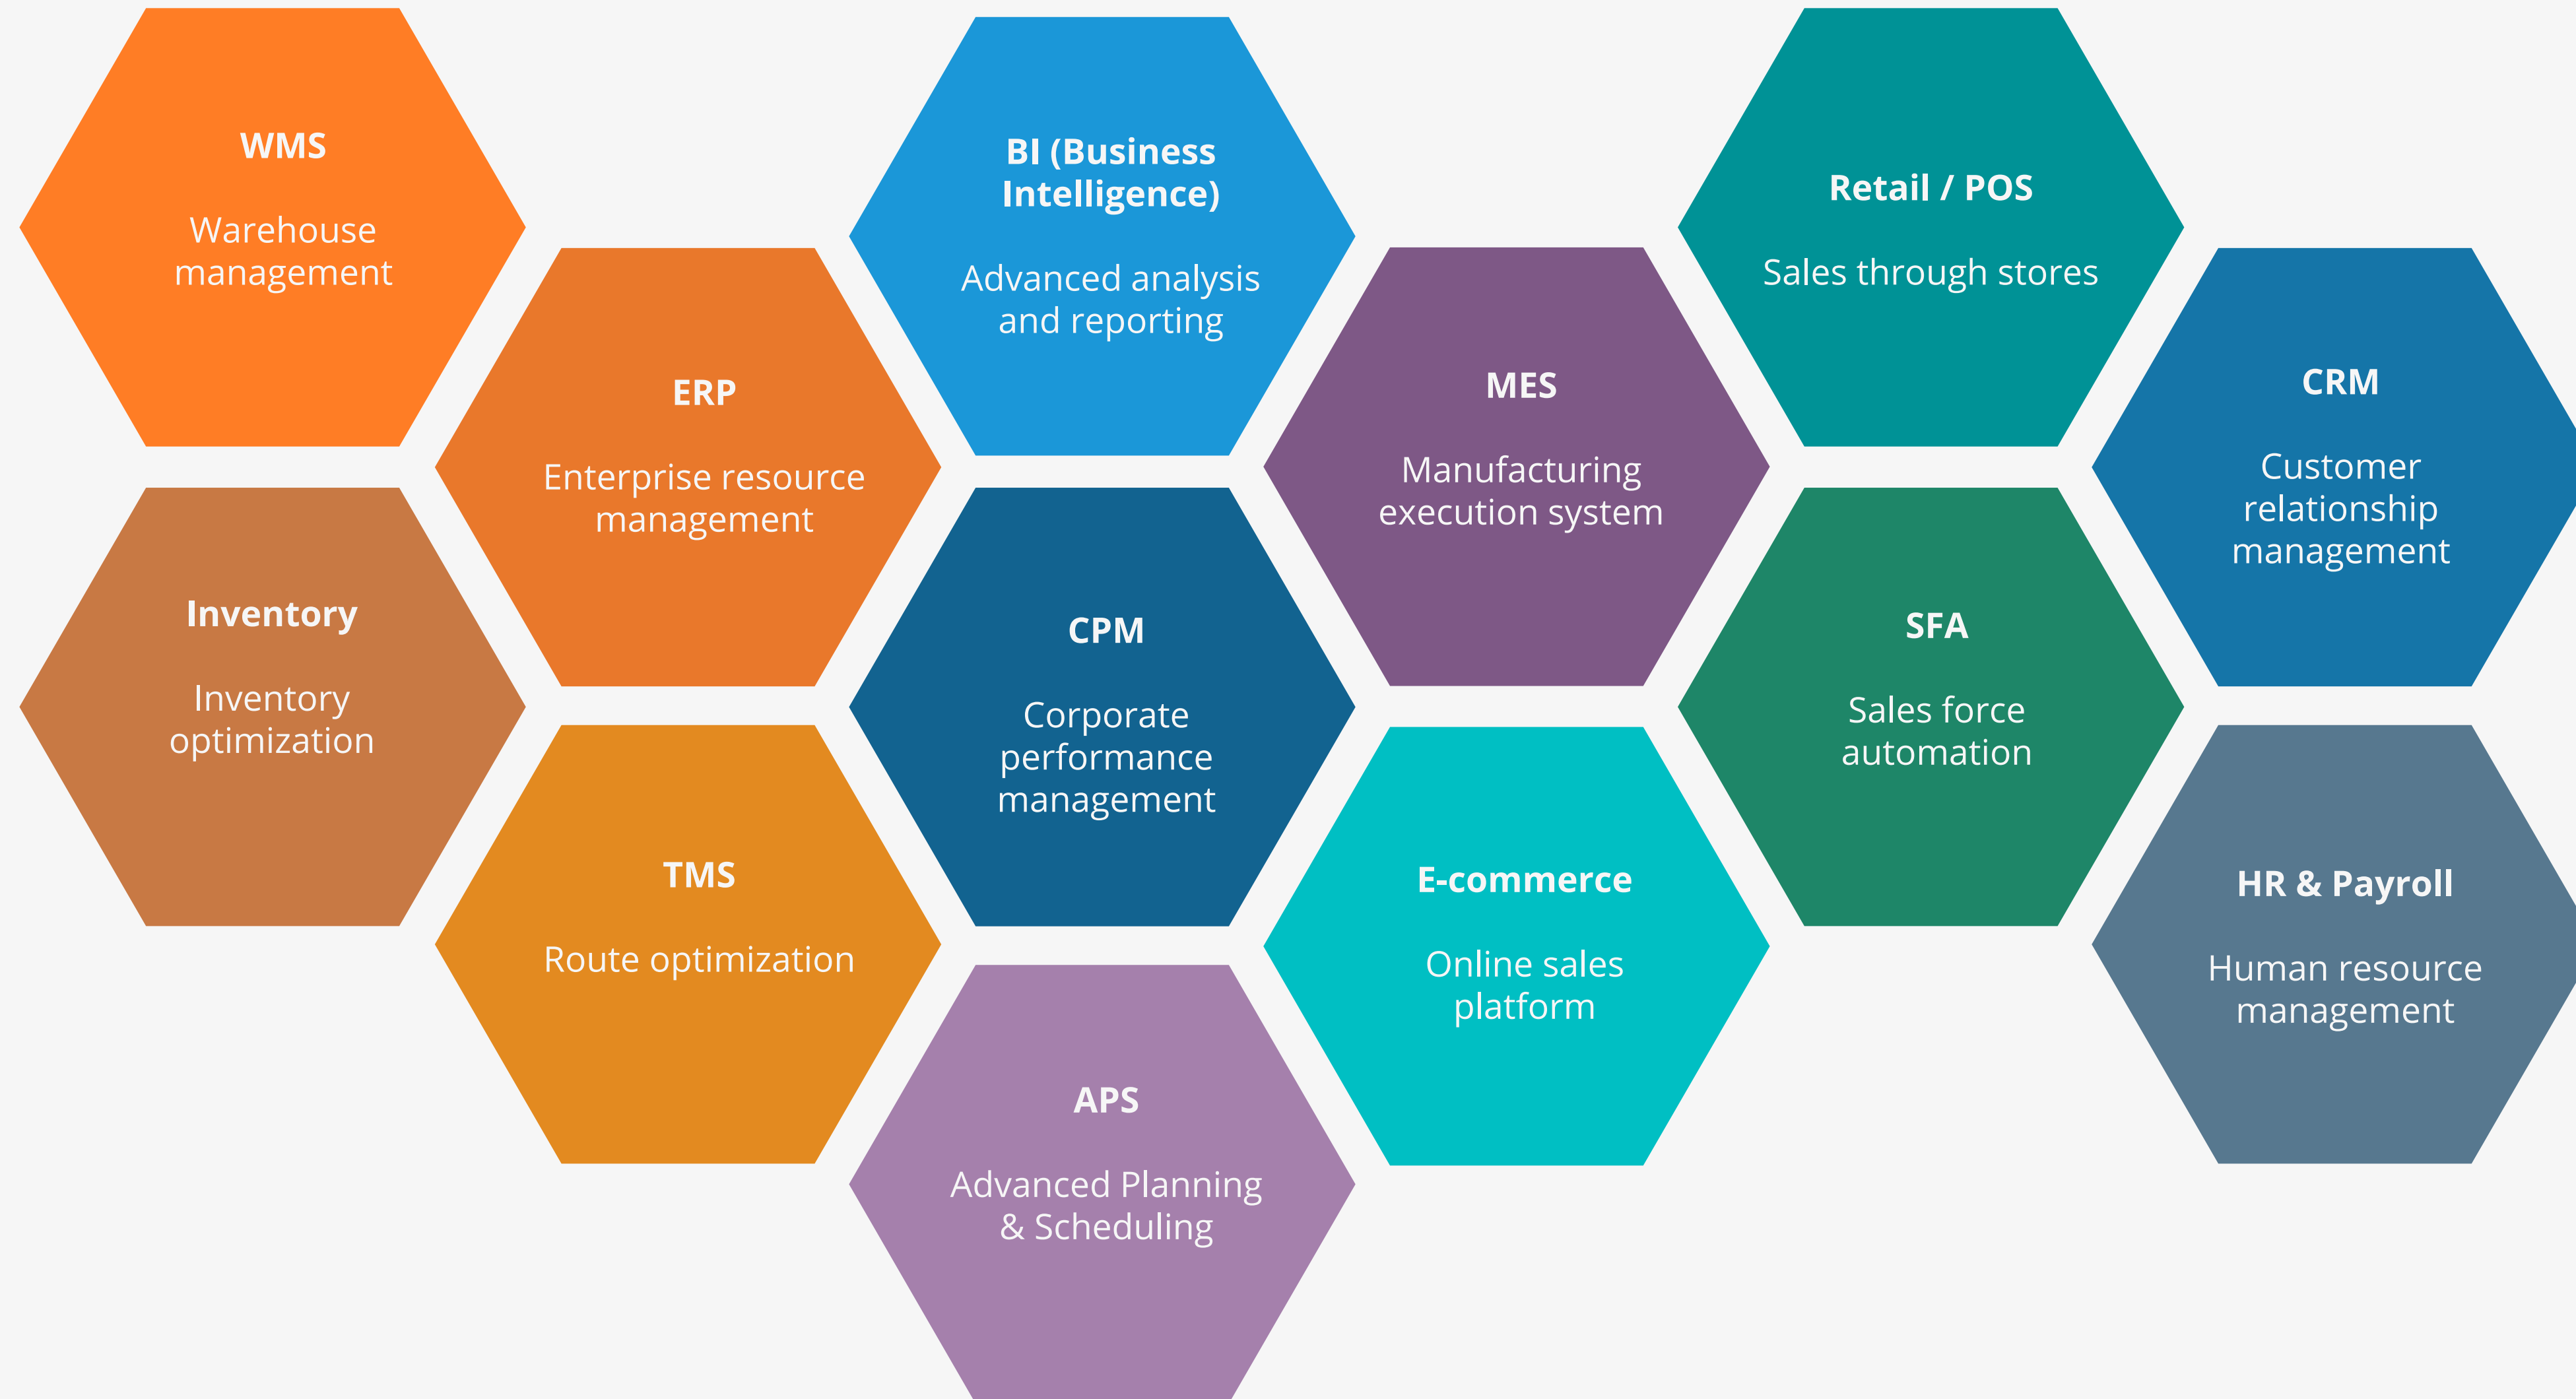 WMS
Warehouse
management
BI (Business
Intelligence)
Advanced analysis
and reporting
Retail / POS
Sales through stores
ERP
Enterprise resource
management
MES
Manufacturing
execution system
CRM
Customer
relationship
management
Inventory
Inventory
optimization
CPM
Corporate
performance
management
SFA
Sales force
automation
TMS
Route optimization
E-commerce
Online sales
platform
HR & Payroll
Human resource
management
APS
Advanced Planning
& Scheduling